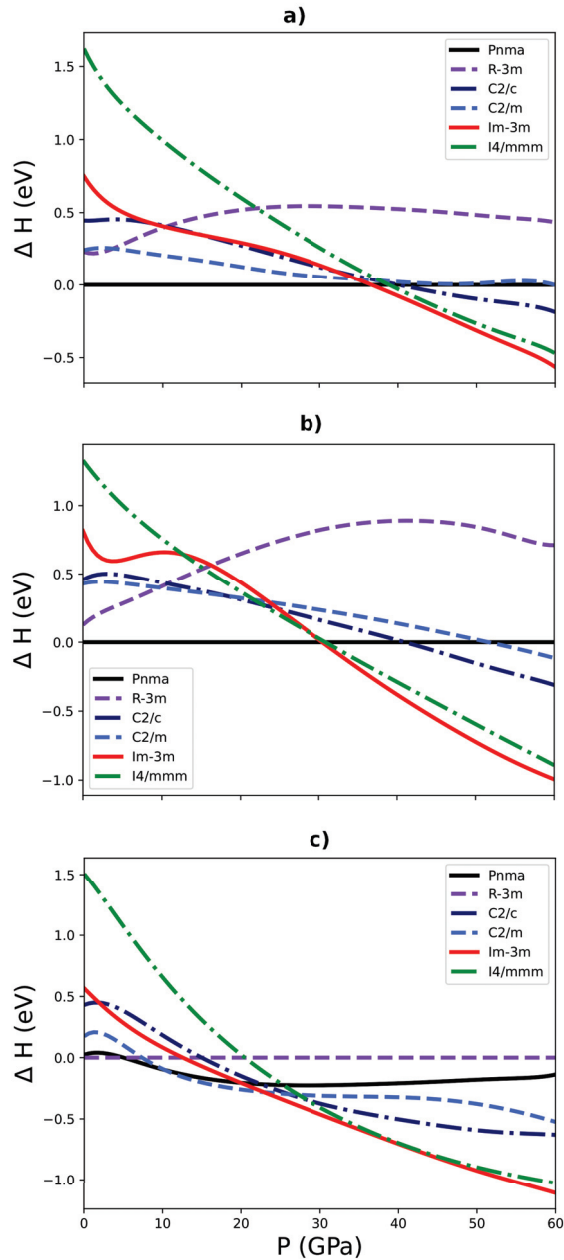 a)
1.5
1.0
0.5
0.0
−0.5
Δ H (eV)
Pnma
R-3m
C2/c
C2/m
Im-3m
I4/mmm
b)
1.0
0.5
0.0
−0.5
−1.0
Δ H (eV)
Pnma
R-3m
C2/c
C2/m
Im-3m
I4/mmm
c)
1.5
1.0
0.5
0.0
−0.5
−1.0
Δ H (eV)
Pnma
R-3m
C2/c
C2/m
Im-3m
I4/mmm
0 10 20 30 40 50 60
P (GPa)